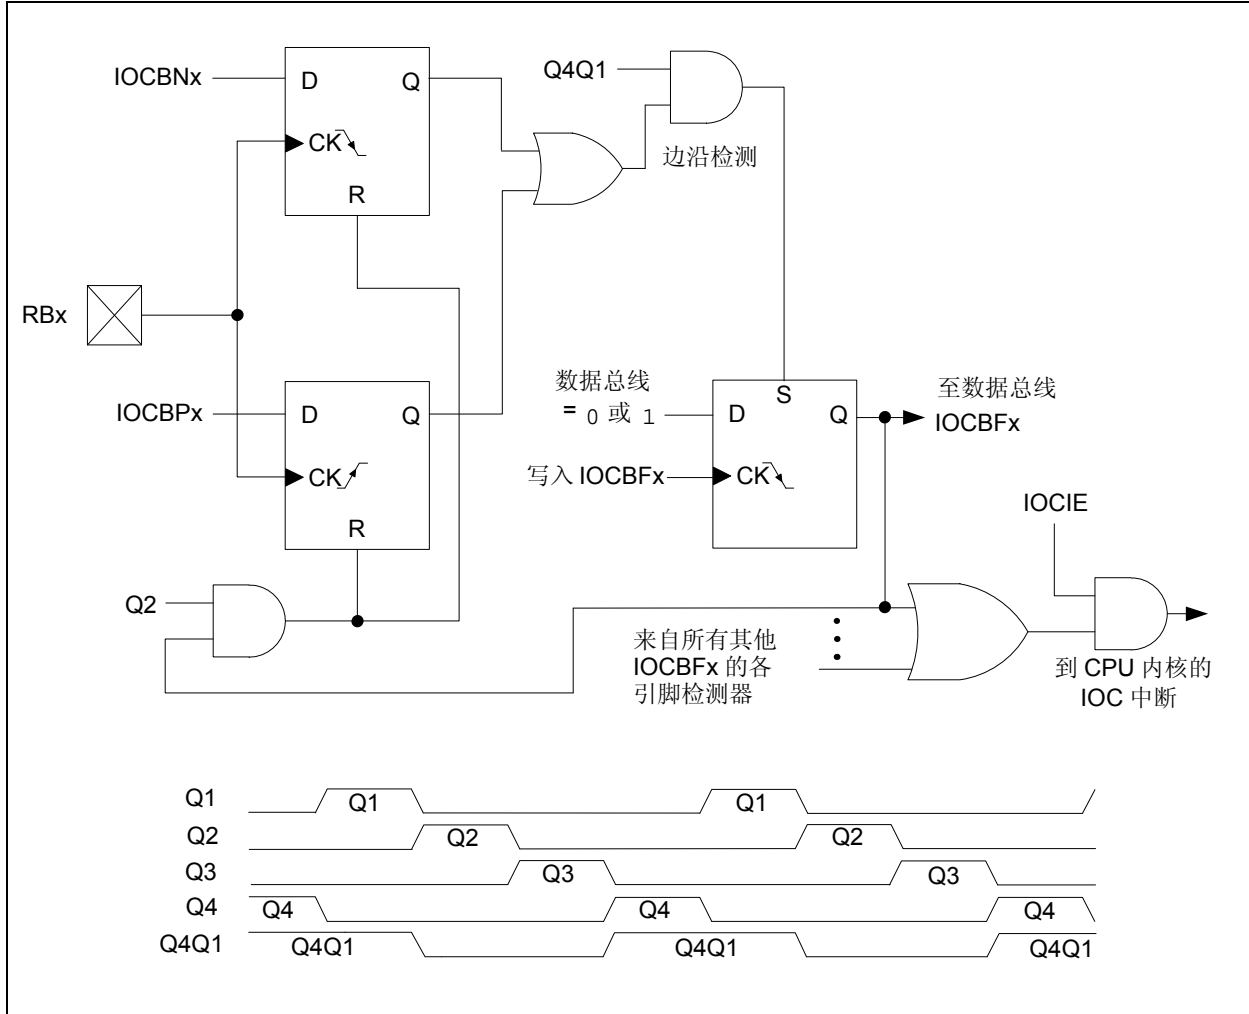 IOCBNx
D
Q
CK
R
Q4Q1
边沿检测
RBx
IOCBPx
D
Q
CK
R
数据总线
= 0 或 1
D
S
Q
写入 IOCBFx
CK
至数据总线
IOCBFx
IOCIE
Q2
来自所有其他
IOCBFx 的各
引脚检测器
到 CPU 内核的
IOC 中断
Q1
Q1
Q1
Q2
Q2
Q2
Q3
Q3
Q3
Q4
Q4
Q4
Q4
Q4Q1
Q4Q1
Q4Q1
Q4Q1